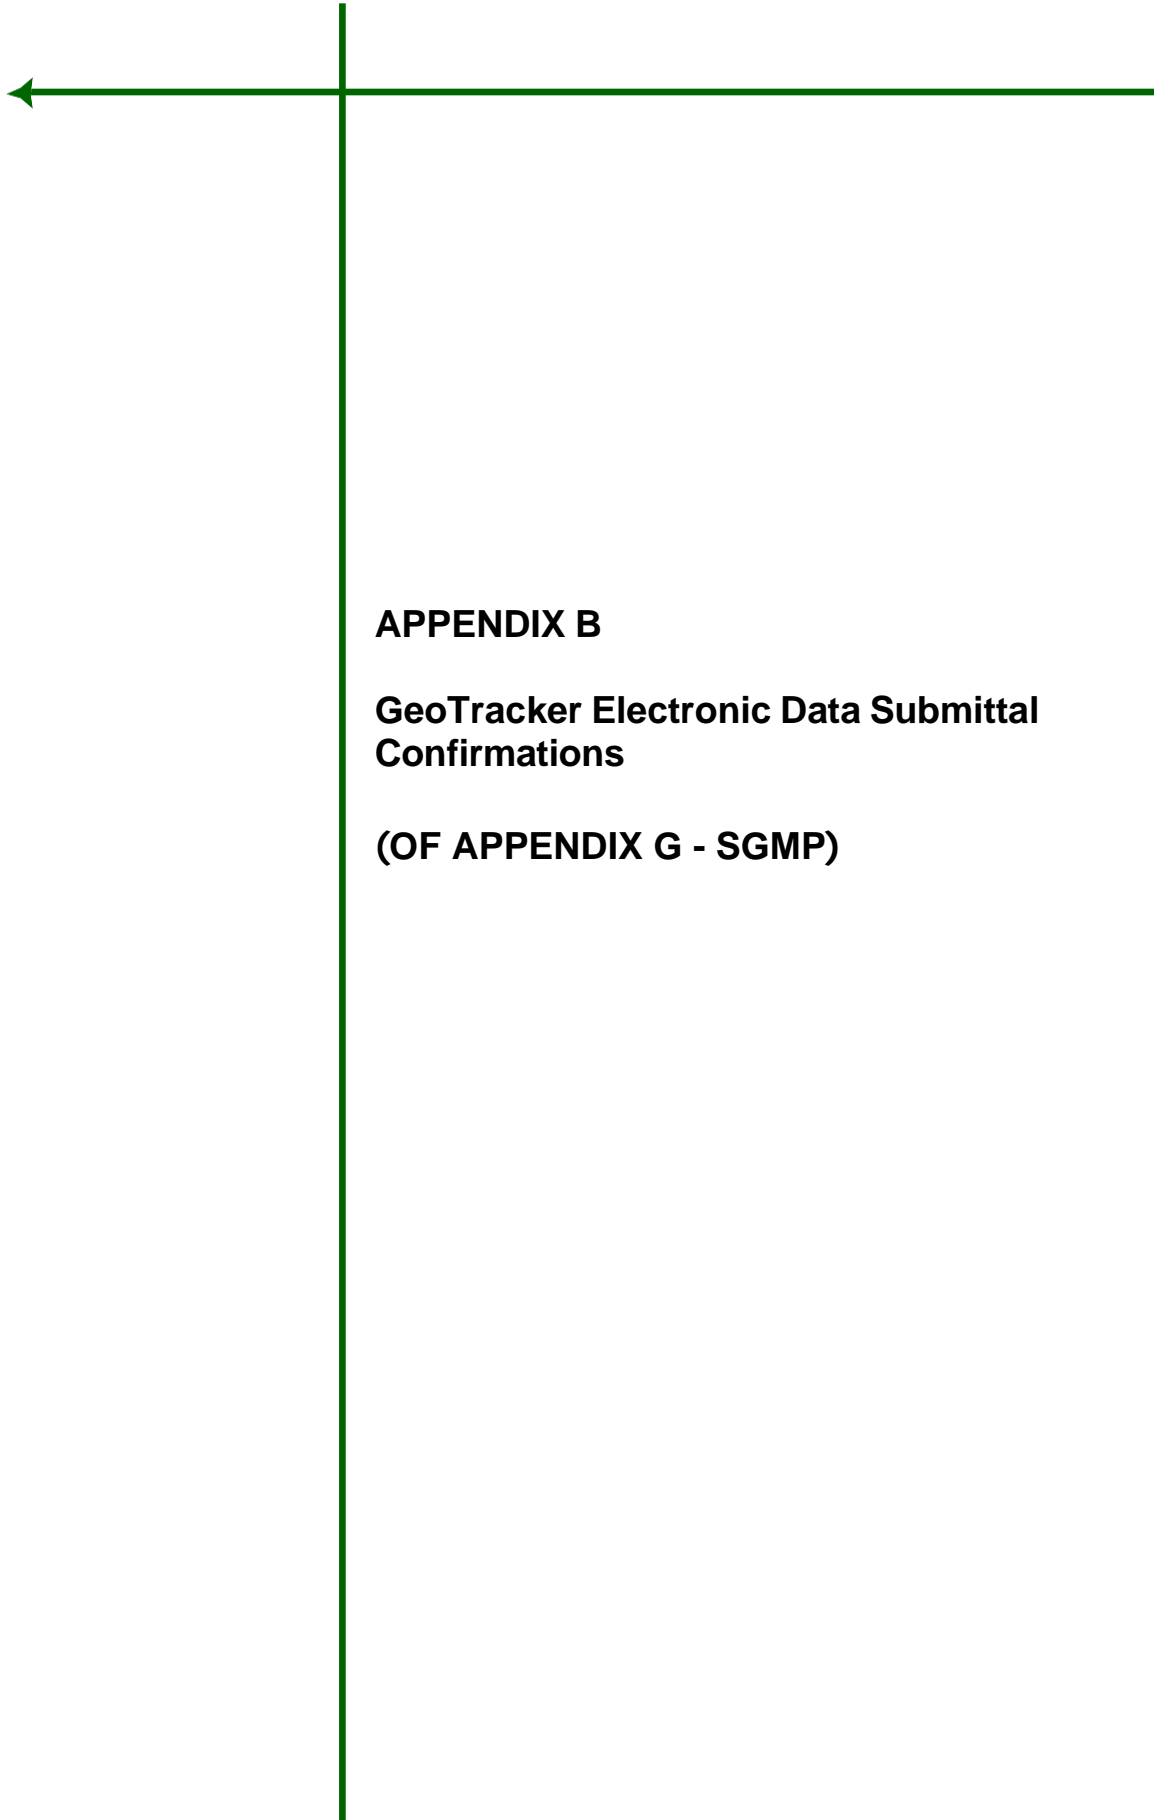 APPENDIX B
GeoTracker Electronic Data Submittal
Confirmations
(OF APPENDIX G - SGMP)